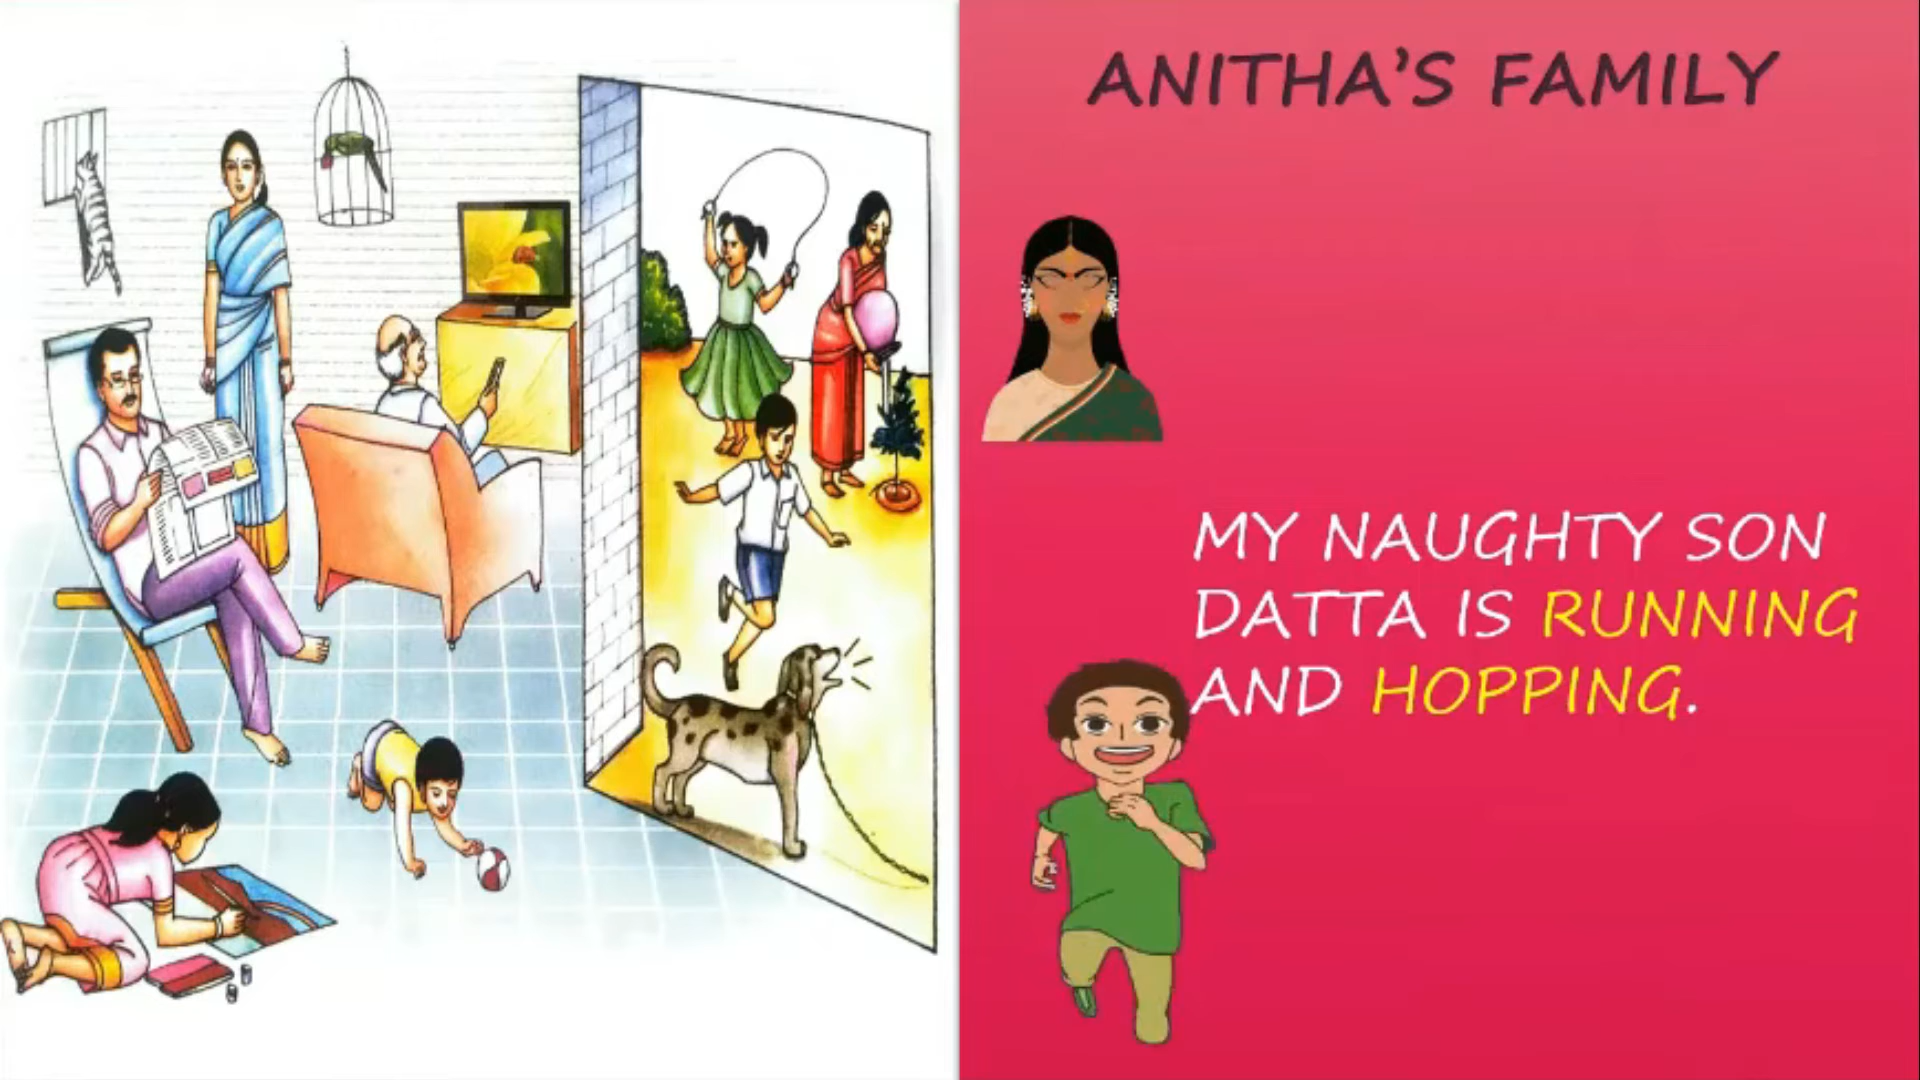 ANITHA'S FAMILY
MY NAUGHTY SON
DATTA IS RUNNING
AND HOPPING.